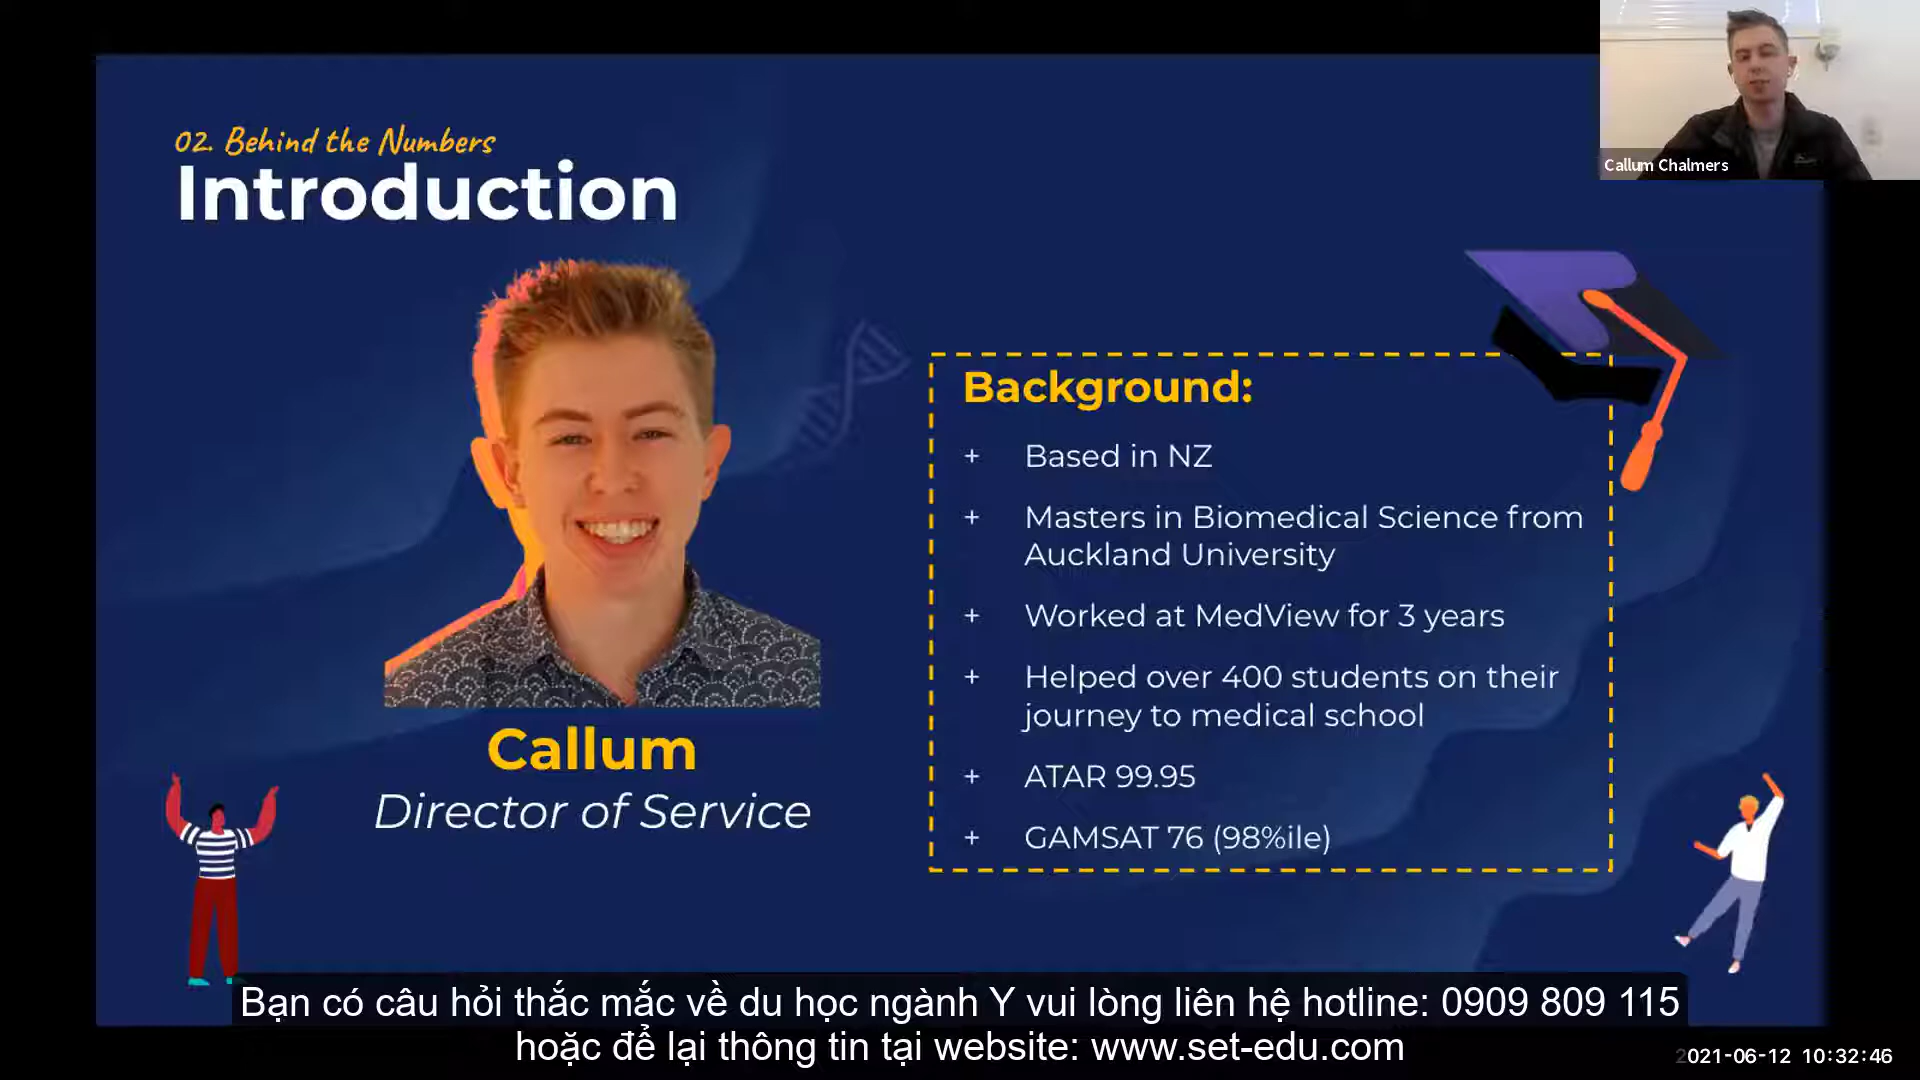 02. Behind the Numbers
Introduction
Callum Chalmers
Background:
+ Based in NZ
+ Masters in Biomedical Science from
Auckland University
+ Worked at MedView for 3 years
+ Helped over 400 students on their
journey to medical school
+ ATAR 99.95
+ GAMSAT 76 (98%ile)
Callum
Director of Service
Bạn có câu hỏi thắc mắc về du học ngành Y vui lòng liên hệ hotline: 0909 809 115
hoặc để lại thông tin tại website: www.set-edu.com
2021-06-12 10:32:46